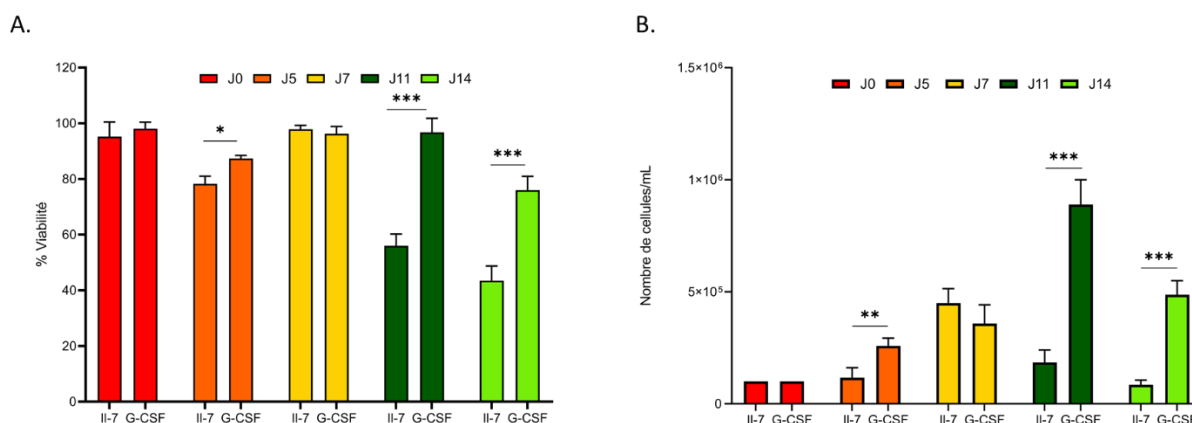 A.
B.
120
100
80
60
40
20
0
% Viabilité
J0 J5 J7 J11 J14
*
***
***
Il-7 G-CSF Il-7 G-CSF Il-7 G-CSF Il-7 G-CSF Il-7 G-CSF
1.5×10⁶
1×10⁶
5×10⁵
0
Nombre de cellules/mL
J0 J5 J7 J11 J14
**
***
***
Il-7 G-CSF Il-7 G-CSF Il-7 G-CSF Il-7 G-CSF Il-7 G-CSF